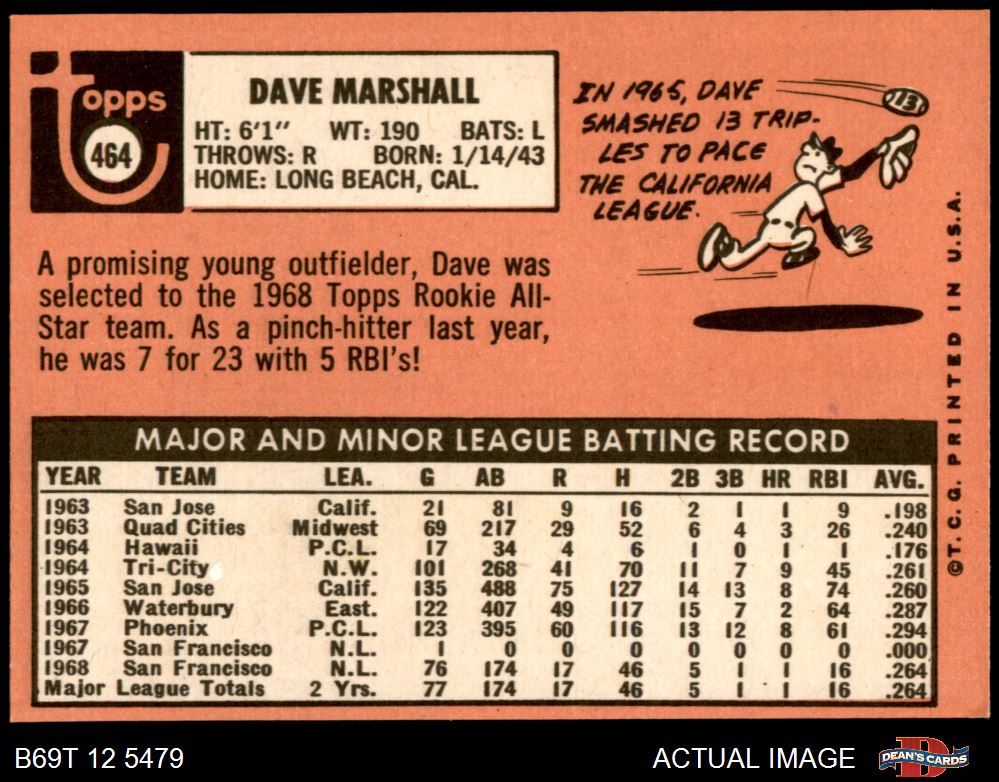 topps
464
DAVE MARSHALL
HT: 6'1" WT: 190 BATS: L
THROWS: R BORN: 1/14/43
HOME: LONG BEACH, CAL.
IN 1965, DAVE
SMASHED 13 TRIP-
LES TO PACE
THE CALIFORNIA
LEAGUE.
113
A promising young outfielder, Dave was
selected to the 1968 Topps Rookie All-
Star team. As a pinch-hitter last year,
he was 7 for 23 with 5 RBI's!
MAJOR AND MINOR LEAGUE BATTING RECORD
YEAR TEAM LEA. G AB R H 2B 3B HR RBI AVG.
1963 San Jose Calif. 21 81 9 16 2 1 1 9 .198
1963 Quad Cities Midwest 69 217 29 52 6 4 3 26 .240
1964 Hawaii P.C.L. 17 34 4 6 1 0 1 1 .176
1964 Tri-City N.W. 101 268 41 70 11 7 9 45 .261
1965 San Jose Calif. 135 488 75 127 14 13 8 74 .260
1966 Waterbury East. 122 407 49 117 15 7 2 64 .287
1967 Phoenix P.C.L. 123 395 60 116 13 12 8 61 .294
1967 San Francisco N.L. 1 0 0 0 0 0 0 0 .000
1968 San Francisco N.L. 76 174 17 46 5 1 1 16 .264
Major League Totals 2 Yrs. 77 174 17 46 5 1 1 16 .264
©T.C.G. PRINTED IN U.S.A.
B69T 12 5479 ACTUAL IMAGE DEAN'S CARDS